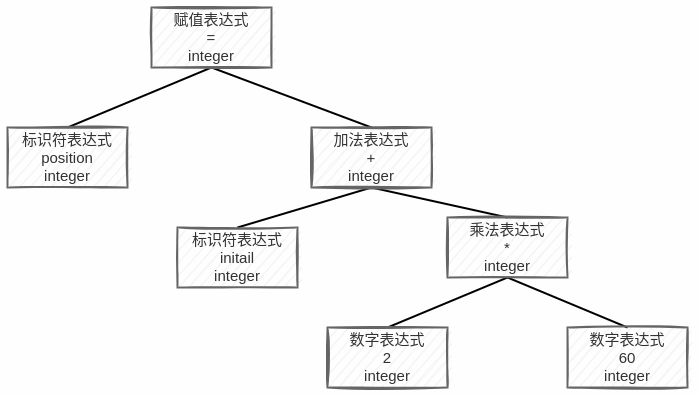 赋值表达式
=
integer
标识符表达式
position
integer
加法表达式
+
integer
标识符表达式
initail
integer
乘法表达式
*
integer
数字表达式
2
integer
数字表达式
60
integer